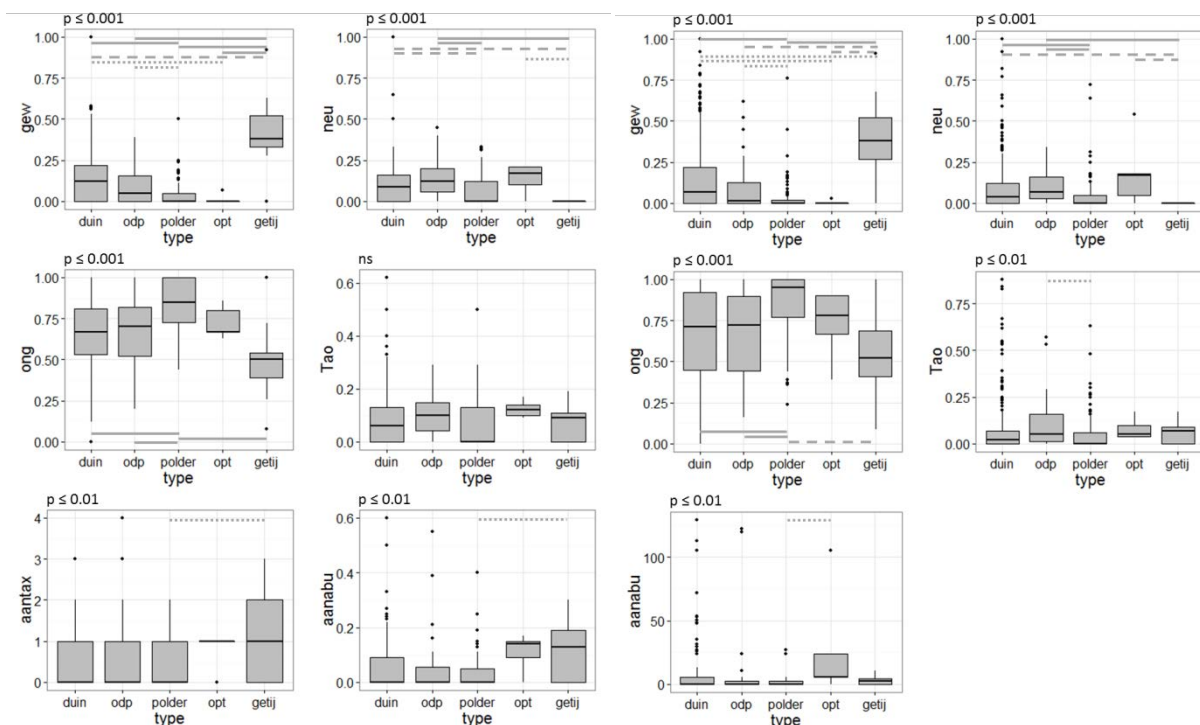 p ≤ 0.001
1.00
0.75
0.50
0.25
0.00
gew
duin odp polder opt getij
type
p ≤ 0.001
1.00
0.75
0.50
0.25
0.00
neu
duin odp polder opt getij
type
p ≤ 0.001
1.00
0.75
0.50
0.25
0.00
gew
duin odp polder opt getij
type
p ≤ 0.001
1.00
0.75
0.50
0.25
0.00
neu
duin odp polder opt getij
type
p ≤ 0.001
1.00
0.75
0.50
0.25
0.00
ong
duin odp polder opt getij
type
ns
0.6
0.4
0.2
0.0
Tao
duin odp polder opt getij
type
p ≤ 0.001
1.00
0.75
0.50
0.25
0.00
ong
duin odp polder opt getij
type
p ≤ 0.01
0.75
0.50
0.25
0.00
Tao
duin odp polder opt getij
type
p ≤ 0.01
4
3
2
1
0
aantax
duin odp polder opt getij
type
p ≤ 0.01
0.6
0.4
0.2
0.0
aanabu
duin odp polder opt getij
type
p ≤ 0.01
100
50
0
aanabu
duin odp polder opt getij
type